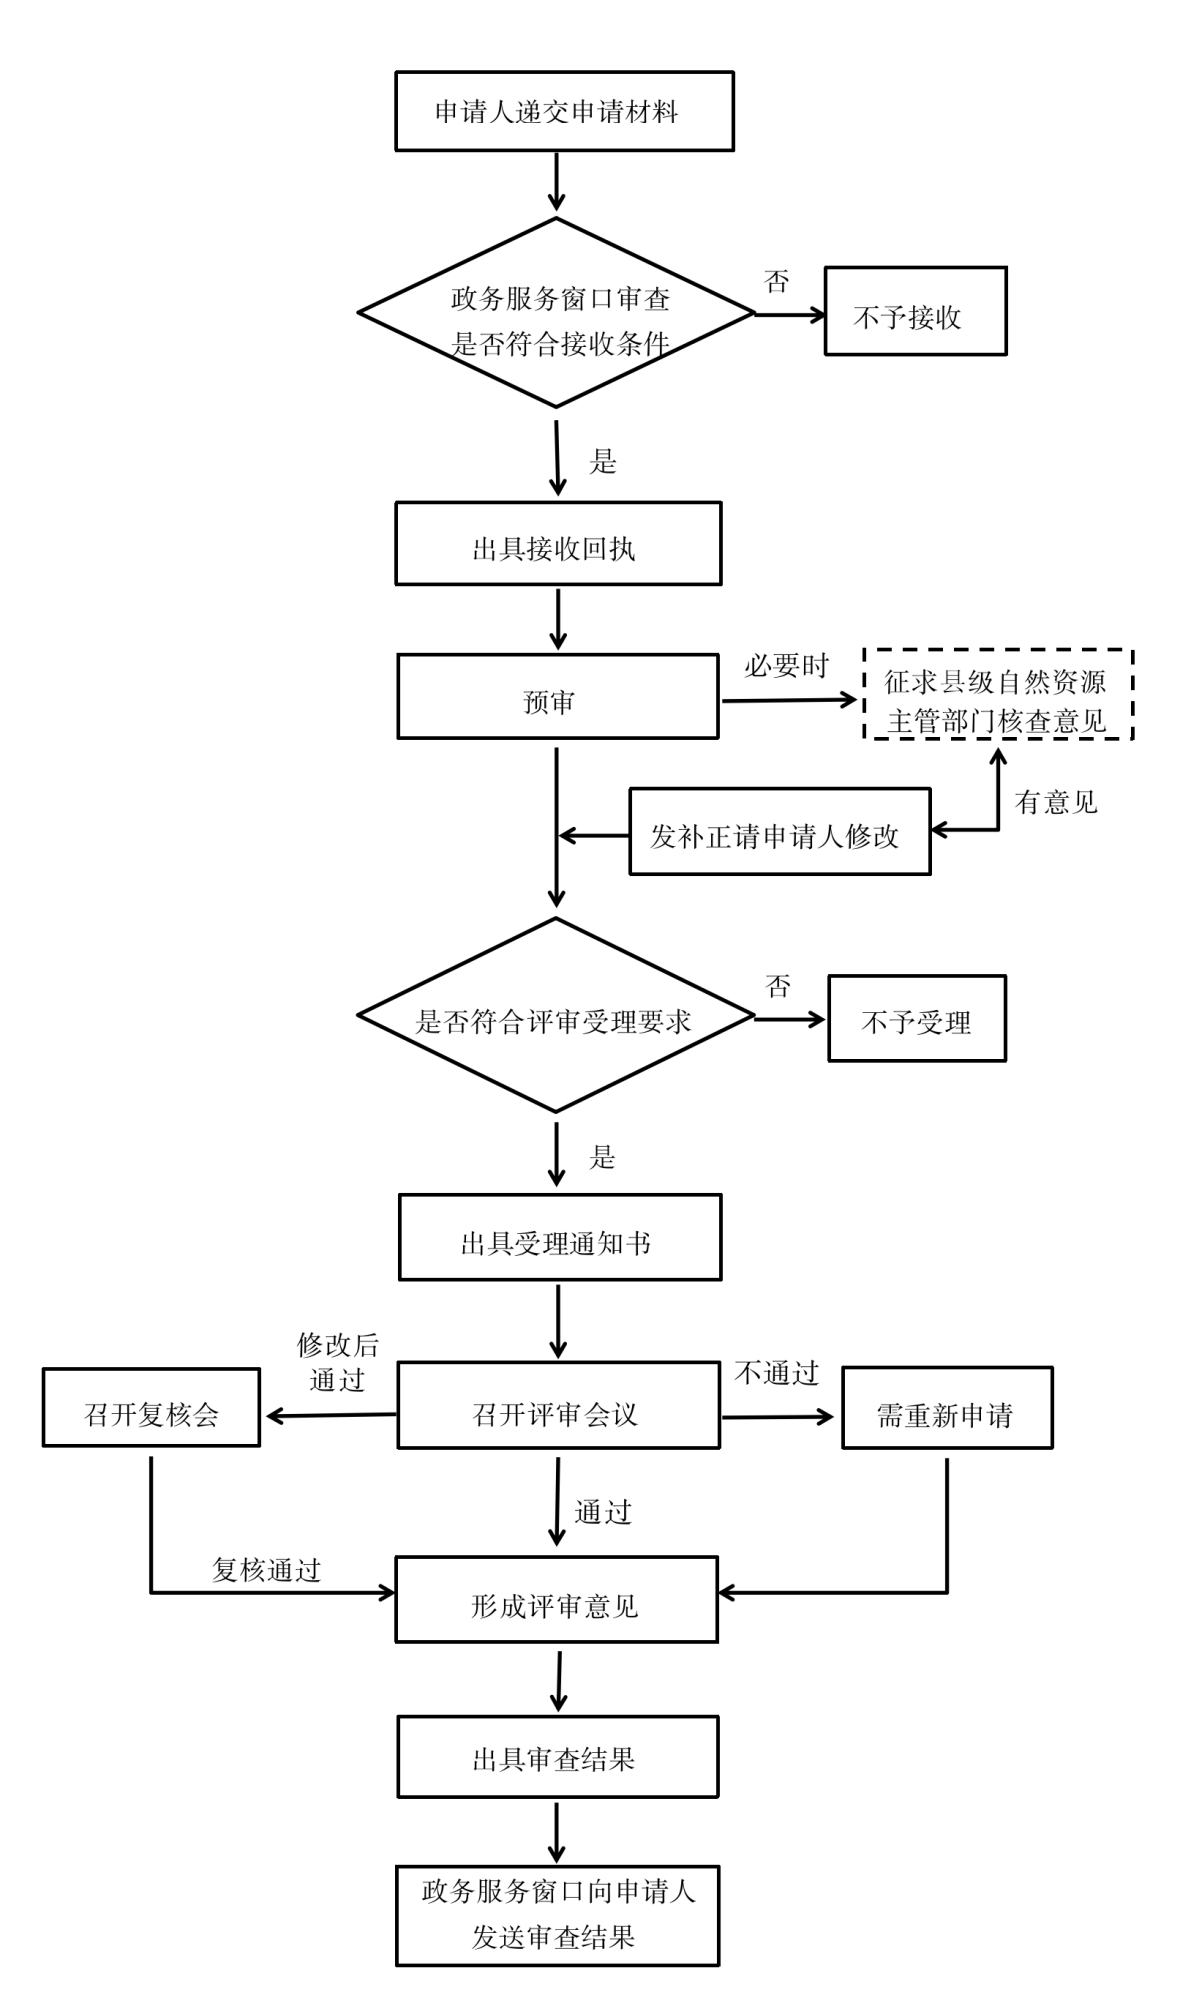 申请人递交申请材料
政务服务窗口审查
是否符合接收条件
否
不予接收
是
出具接收回执
预审
必要时
征求县级自然资源
主管部门核查意见
有意见
发补正请申请人修改
是否符合评审受理要求
否
不予受理
是
出具受理通知书
修改后
通过
召开复核会
召开评审会议
不通过
需重新申请
通过
复核通过
形成评审意见
出具审查结果
政务服务窗口向申请人
发送审查结果